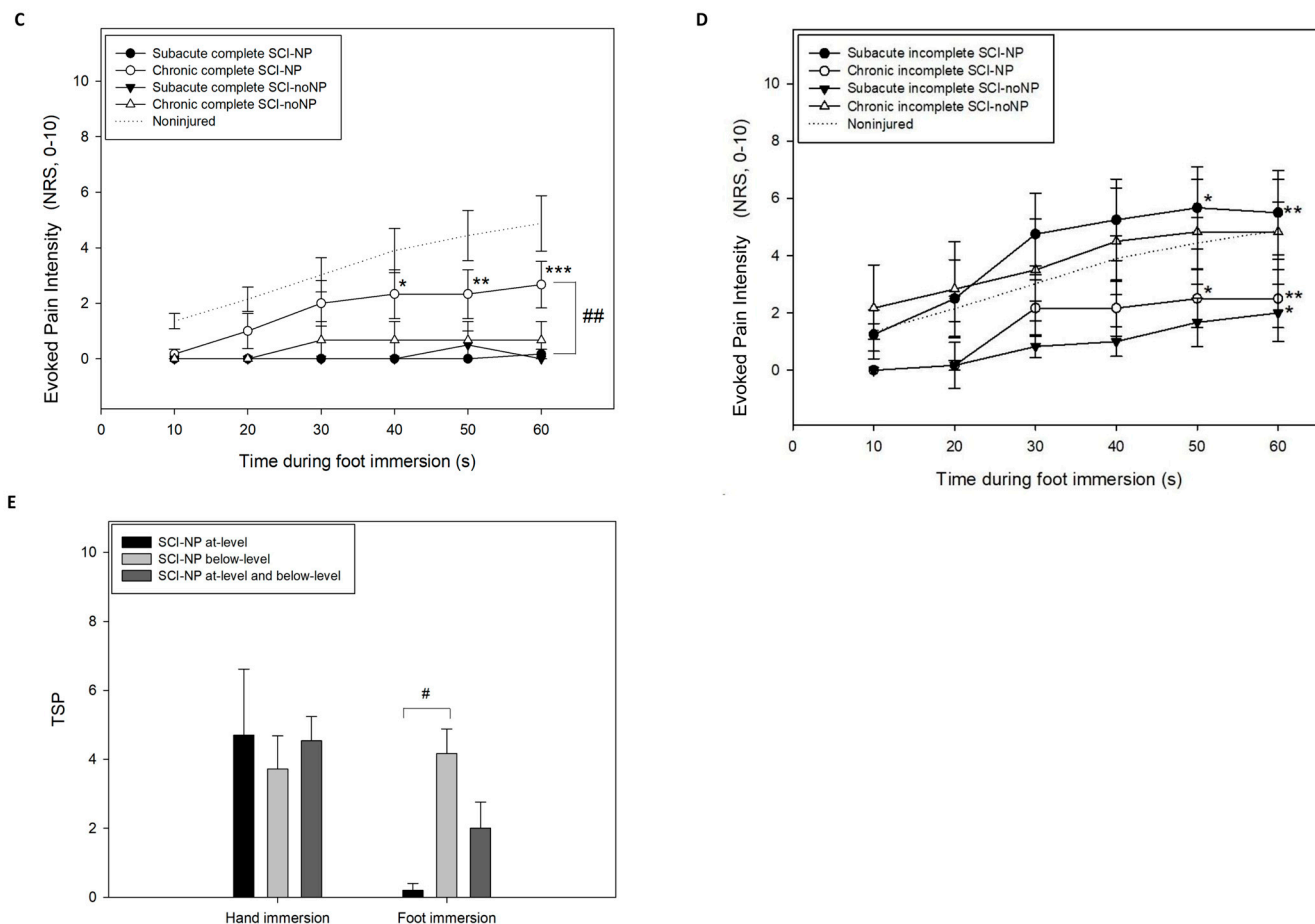 C
Subacute complete SCI-NP
Chronic complete SCI-NP
Subacute complete SCI-noNP
Chronic complete SCI-noNP
Noninjured
Evoked Pain Intensity (NRS, 0-10)
10
8
6
4
2
0
*
**
***
##
0
10
20
30
40
50
60
Time during foot immersion (s)
D
Subacute incomplete SCI-NP
Chronic incomplete SCI-NP
Subacute incomplete SCI-noNP
Chronic incomplete SCI-noNP
Noninjured
Evoked Pain Intensity (NRS, 0-10)
10
8
6
4
2
0
*
**
*
**
*
0
10
20
30
40
50
60
Time during foot immersion (s)
E
SCI-NP at-level
SCI-NP below-level
SCI-NP at-level and below-level
TSP
10
8
6
4
2
0
#
Hand immersion
Foot immersion